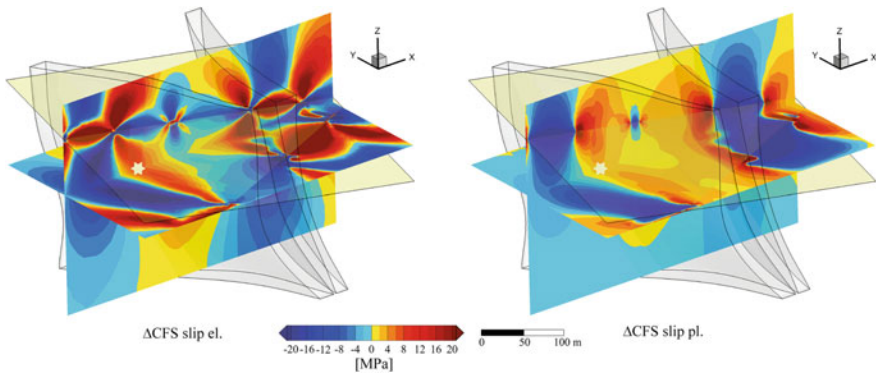 Z
Y X
Z
Y X
ΔCFS slip el.
-20 -16 -12 -8 -4 0 4 8 12 16 20
[MPa]
0 50 100 m
ΔCFS slip pl.